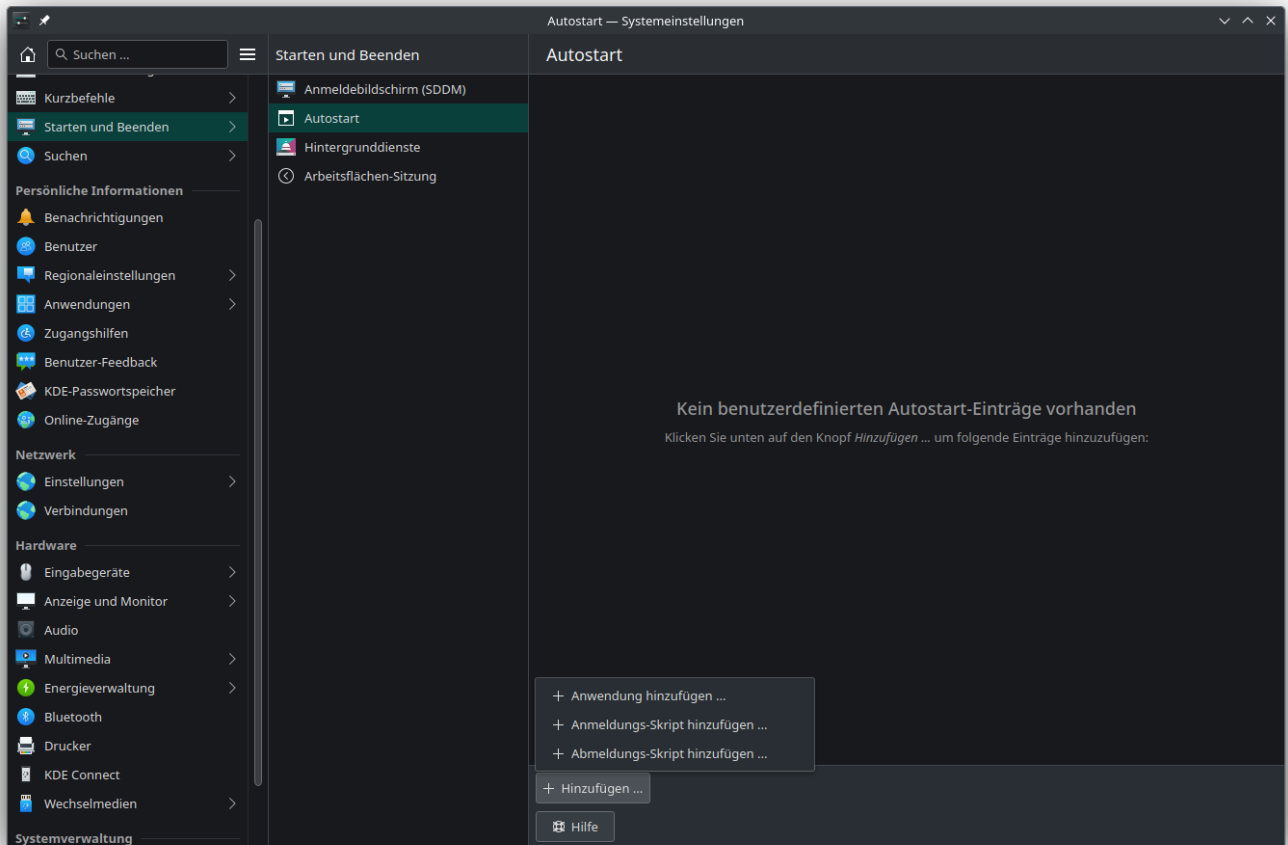 Autostart — Systemeinstellungen
Suchen ...
Starten und Beenden
Autostart
Kurzbefehle
Starten und Beenden
Suchen
Persönliche Informationen
Benachrichtigungen
Benutzer
Regionaleinstellungen
Anwendungen
Zugangshilfen
Benutzer-Feedback
KDE-Passwortspeicher
Online-Zugänge
Netzwerk
Einstellungen
Verbindungen
Hardware
Eingabegeräte
Anzeige und Monitor
Audio
Multimedia
Energieverwaltung
Bluetooth
Drucker
KDE Connect
Wechselmedien
Systemverwaltung
Anmeldebildschirm (SDDM)
Autostart
Hintergrunddienste
Arbeitsflächen-Sitzung
Kein benutzerdefinierten Autostart-Einträge vorhanden
Klicken Sie unten auf den Knopf Hinzufügen ... um folgende Einträge hinzuzufügen:
+ Anwendung hinzufügen ...
+ Anmeldungs-Skript hinzufügen ...
+ Abmeldungs-Skript hinzufügen ...
+ Hinzufügen ...
Hilfe